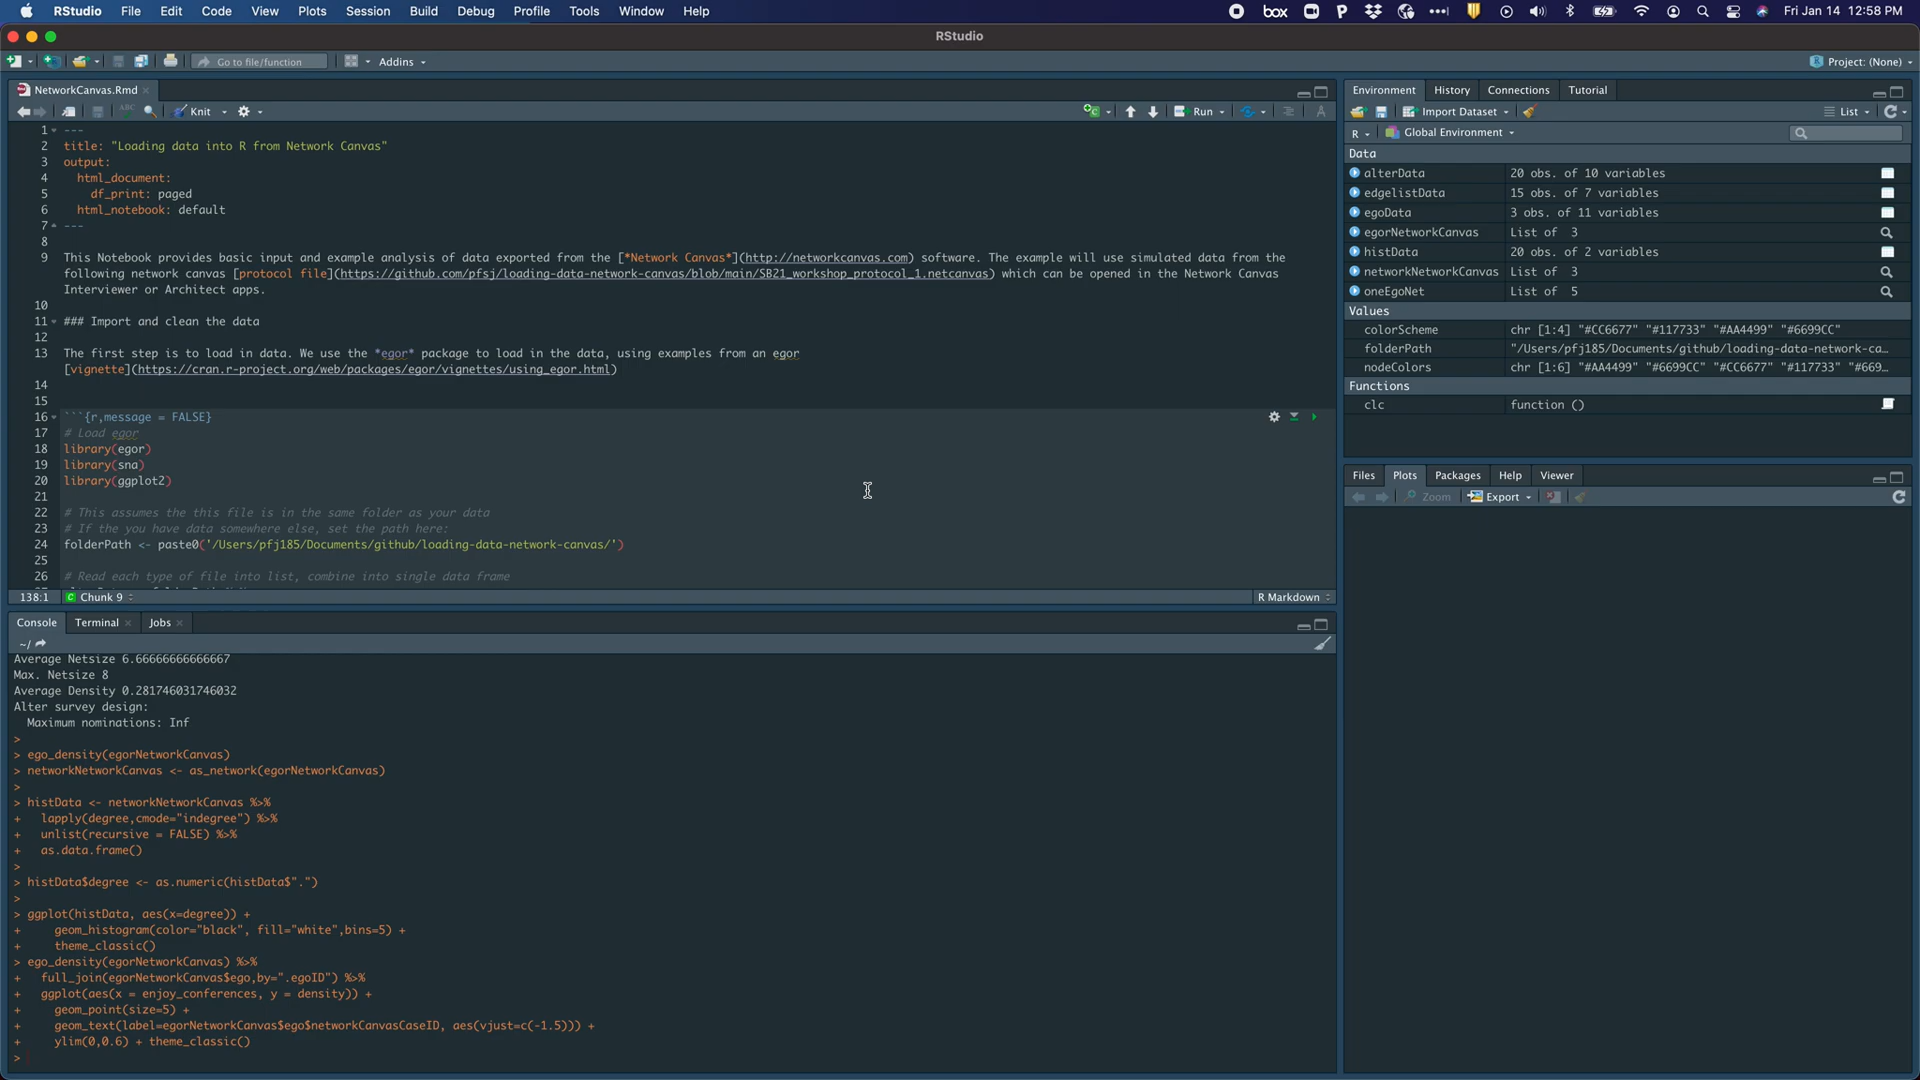 RStudio File Edit Code View Plots Session Build Debug Profile Tools Window Help box Fri Jan 14 12:58 PM
RStudio
Go to file/function Addins Project: (None)
NetworkCanvas.Rmd
ABC Knit Run
1 ---
2 title: "Loading data into R from Network Canvas"
3 output:
4 html_document:
5 df_print: paged
6 html_notebook: default
7 ---
8
9 This Notebook provides basic input and example analysis of data exported from the [*Network Canvas*](http://networkcanvas.com) software. The example will use simulated data from the
following network canvas [protocol file](https://github.com/pfsj/loading-data-network-canvas/blob/main/SB21_workshop_protocol_1.netcanvas) which can be opened in the Network Canvas
Interviewer or Architect apps.
10
11 ### Import and clean the data
12
13 The first step is to load in data. We use the *egor* package to load in the data, using examples from an egor
[vignette](https://cran.r-project.org/web/packages/egor/vignettes/using_egor.html)
14
15
16 ```{r,message = FALSE}
17 # Load egor
18 library(egor)
19 library(sna)
20 library(ggplot2)
21
22 # This assumes the this file is in the same folder as your data
23 # If the you have data somewhere else, set the path here:
24 folderPath <- paste0('/Users/pfj185/Documents/github/loading-data-network-canvas/')
25
26 # Read each type of file into list, combine into single data frame
138:1 Chunk 9 R Markdown
Console Terminal Jobs
~/
Average Netsize 6.66666666666667
Max. Netsize 8
Average Density 0.281746031746032
Alter survey design:
Maximum nominations: Inf
>
> ego_density(egorNetworkCanvas)
> networkNetworkCanvas <- as_network(egorNetworkCanvas)
>
> histData <- networkNetworkCanvas %>%
+ lapply(degree,cmode="indegree") %>%
+ unlist(recursive = FALSE) %>%
+ as.data.frame()
>
> histData$degree <- as.numeric(histData$".")
>
> ggplot(histData, aes(x=degree)) +
+ geom_histogram(color="black", fill="white",bins=5) +
+ theme_classic()
> ego_density(egorNetworkCanvas) %>%
+ full_join(egorNetworkCanvas$ego,by=".egoID") %>%
+ ggplot(aes(x = enjoy_conferences, y = density)) +
+ geom_point(size=5) +
+ geom_text(label=egorNetworkCanvas$ego$networkCanvasCaseID, aes(vjust=c(-1.5))) +
+ ylim(0,0.6) + theme_classic()
>
Environment History Connections Tutorial
Import Dataset List
R Global Environment
Data
alterData 20 obs. of 10 variables
edgelistData 15 obs. of 7 variables
egoData 3 obs. of 11 variables
egorNetworkCanvas List of 3
histData 20 obs. of 2 variables
networkNetworkCanvas List of 3
oneEgoNet List of 5
Values
colorScheme chr [1:4] "#CC6677" "#117733" "#AA4499" "#6699CC"
folderPath "/Users/pfj185/Documents/github/loading-data-network-ca…
nodeColors chr [1:6] "#AA4499" "#6699CC" "#CC6677" "#117733" "#669…
Functions
clc function ()
Files Plots Packages Help Viewer
Zoom Export